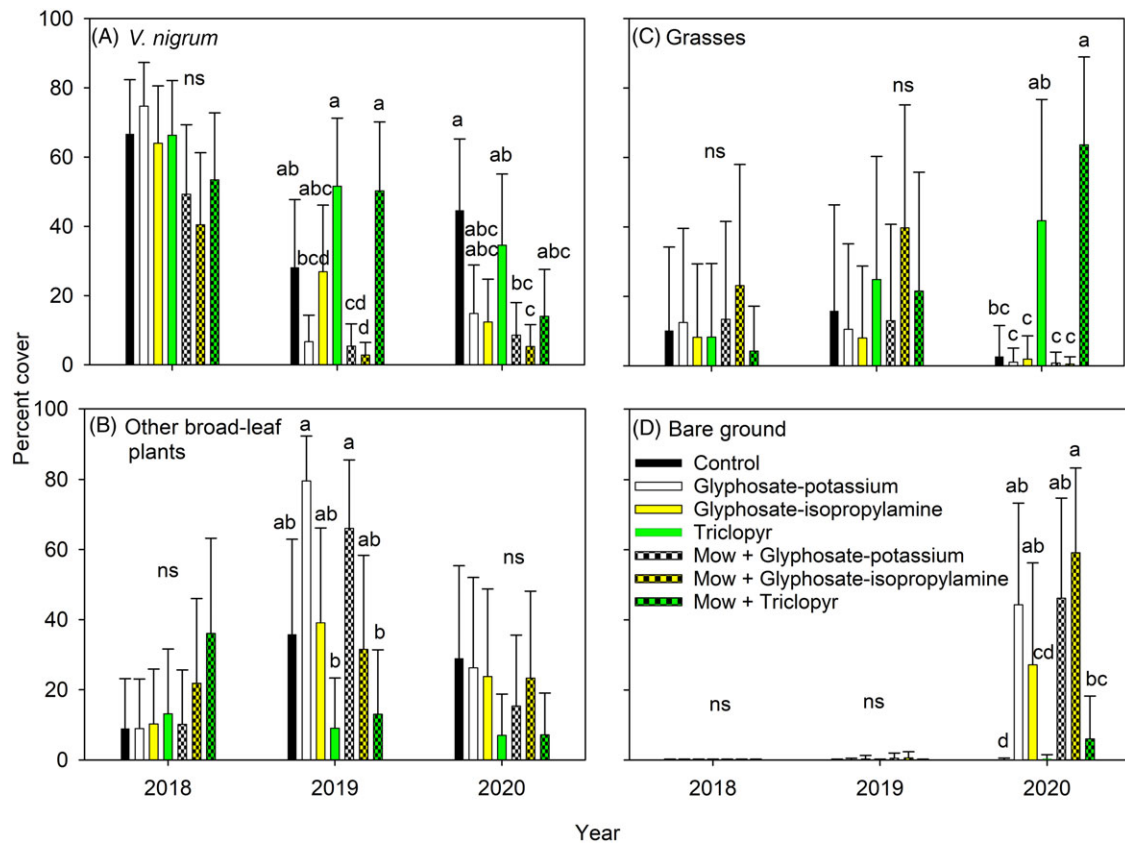 Percent cover
(A) V. nigrum
100
80
60
40
20
0
ns
ab
bcd
abc
a
cd
d
a
a
abc
abc
ab
bc
c
abc
(C) Grasses
ns
ns
bc
c
c
ab
c
c
a
(B) Other broad-leaf
plants
100
80
60
40
20
0
ns
ab
a
ab
b
a
ab
b
ns
2018
2019
2020
(D) Bare ground
Control
Glyphosate-potassium
Glyphosate-isopropylamine
Triclopyr
Mow + Glyphosate-potassium
Mow + Glyphosate-isopropylamine
Mow + Triclopyr
ns
ns
d
ab
ab
cd
ab
a
bc
2018
2019
2020
Year